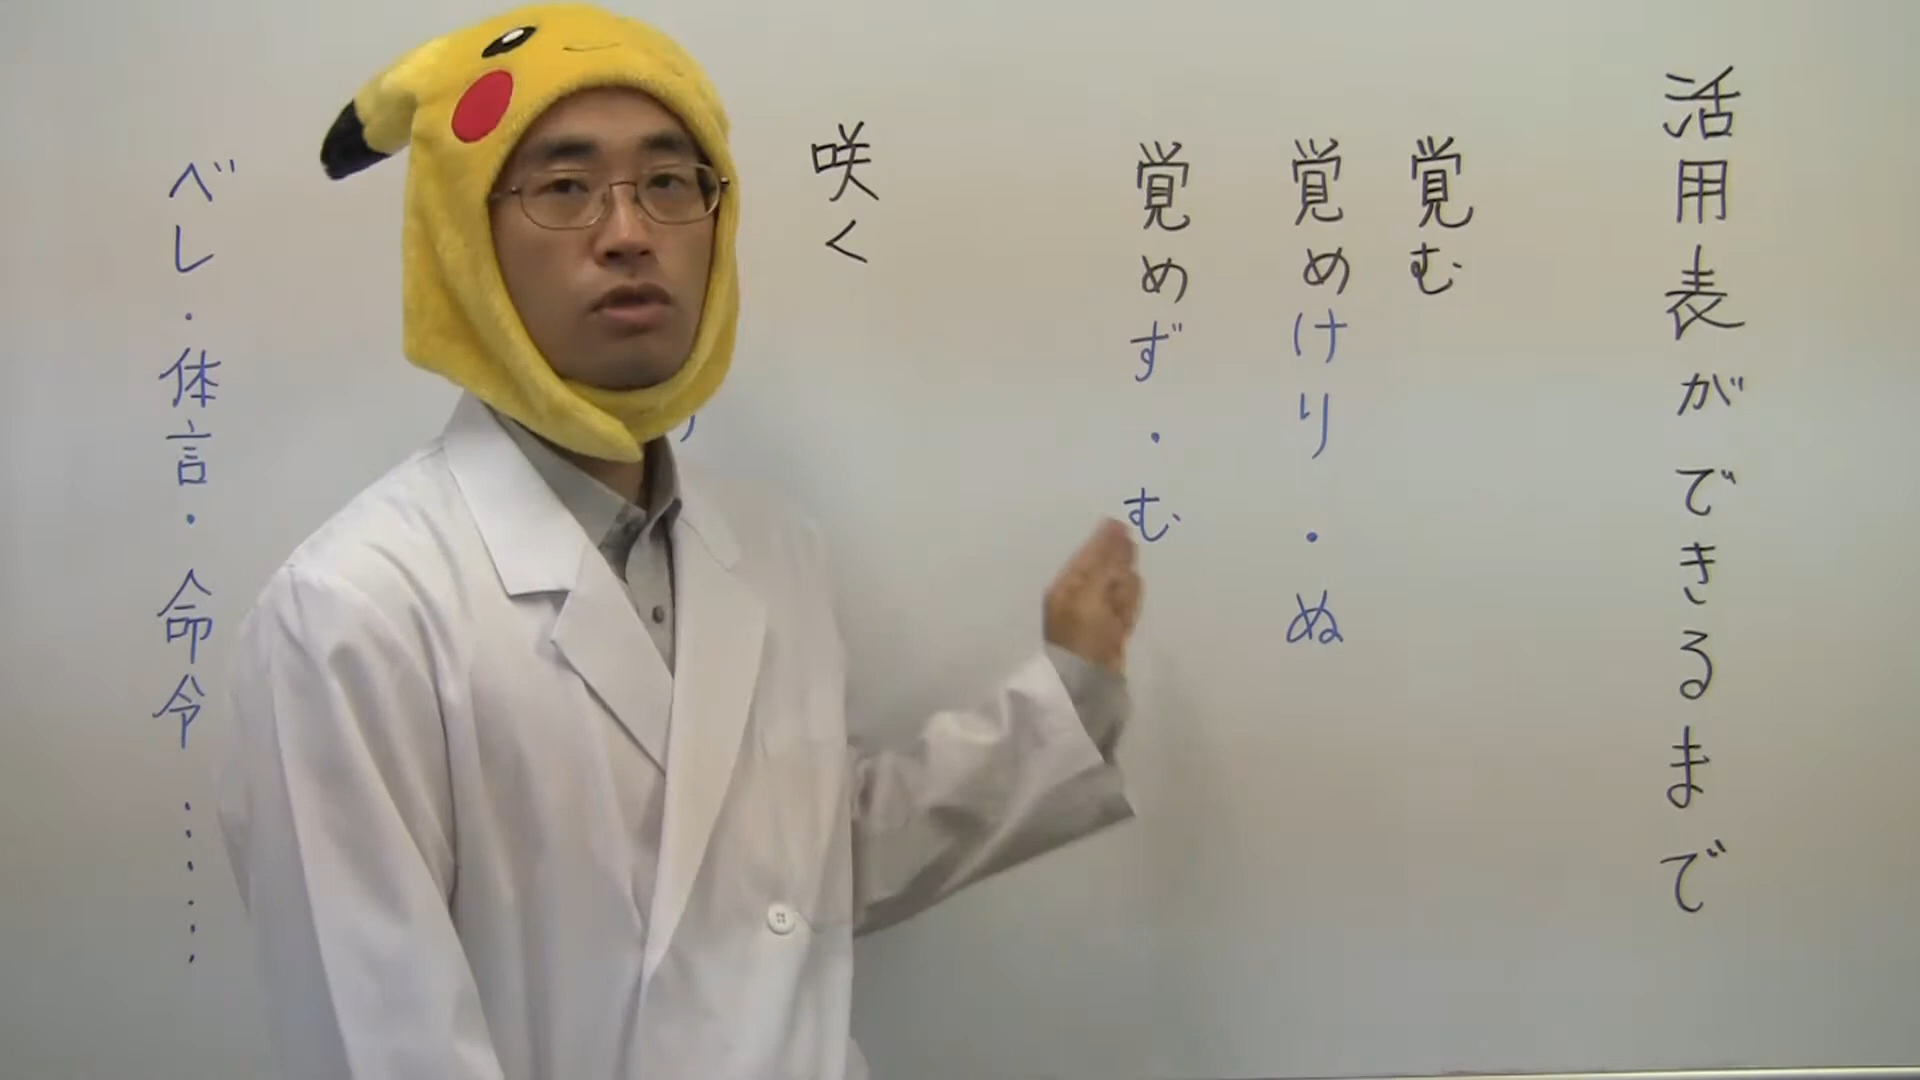 活用表ができるまで
覚む
覚めけり・ぬ
覚めず・む
咲く
べし・体言・命令……